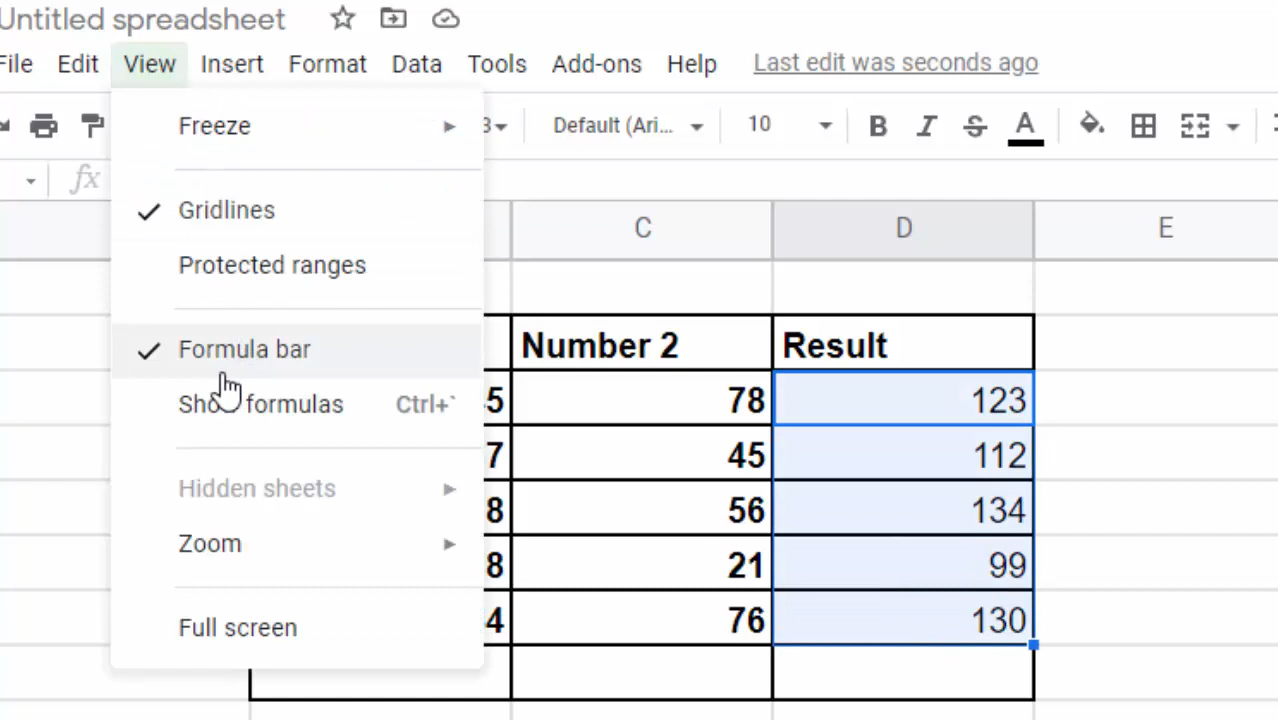 Untitled spreadsheet
File Edit View Insert Format Data Tools Add-ons Help Last edit was seconds ago
Freeze Default (Ari... 10 B I S A
fx
Gridlines C D E
Protected ranges
Formula bar Number 2 Result
Show formulas Ctrl+` 5 78 123
7 45 112
Hidden sheets 8 56 134
Zoom 8 21 99
Full screen 4 76 130